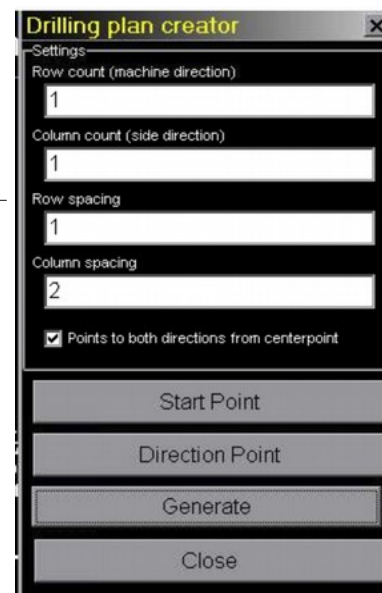 Drilling plan creator
Settings
Row count (machine direction)
1
Column count (side direction)
1
Row spacing
1
Column spacing
2
Points to both directions from centerpoint
Start Point
Direction Point
Generate
Close